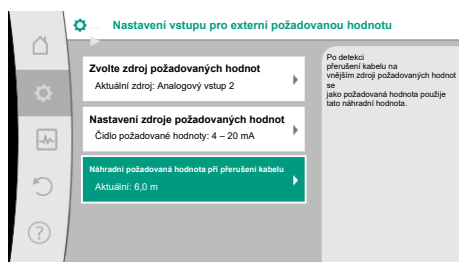 Nastavení vstupu pro externí požadovanou hodnotu
Zvolte zdroj požadovaných hodnot
Aktuální zdroj: Analogový vstup 2
Nastavení zdroje požadovaných hodnot
Čidlo požadované hodnoty: 4 – 20 mA
Náhradní požadovaná hodnota při přerušení kabelu
Aktuální: 6,0 m
Po detekci
přerušení kabelu na
vnějším zdroji požadovaných hodnot
se
jako požadovaná hodnota použije
tato náhradní hodnota.
?